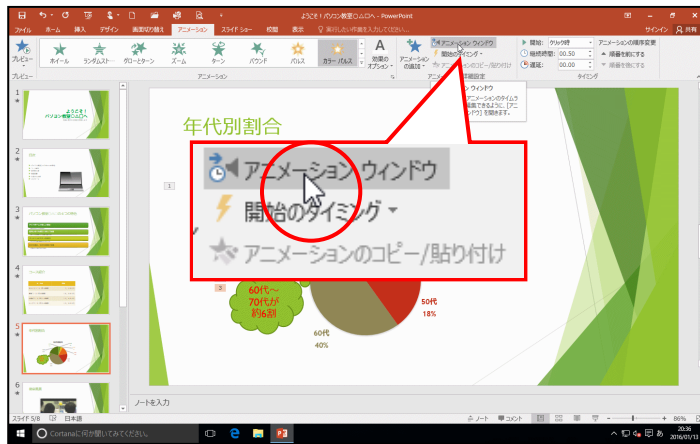 ようこそ！パソコン教室○△□へ - PowerPoint
サインイン 共有
ファイル ホーム 挿入 デザイン 画面切り替え アニメーション スライド ショー 校閲 表示 実行したい作業を入力してください...
プレビュー
ホイール ランダムスト... グローとターン ズーム ターン バウンド パルス カラー パルス
効果のオプション
アニメーションの追加
アニメーション ウィンドウ
開始のタイミング
アニメーションのコピー/貼り付け
開始: クリック時
継続時間: 00.50
遅延: 00.00
アニメーションの順序変更
順番を前にする
順番を後にする
プレビュー アニメーション タイミング
年代別割合
アニメーション ウィンドウ
開始のタイミング
アニメーションのコピー/貼り付け
1
3
60代～
70代が
約6割
50代
18%
60代
40%
1
ようこそ！
パソコン教室○△□へ
2
3
4
5
6
ノートを入力
スライド 5/8 日本語
ノート コメント 86%
Cortanaに何か聞いてみてください。
20:36
2016/01/18